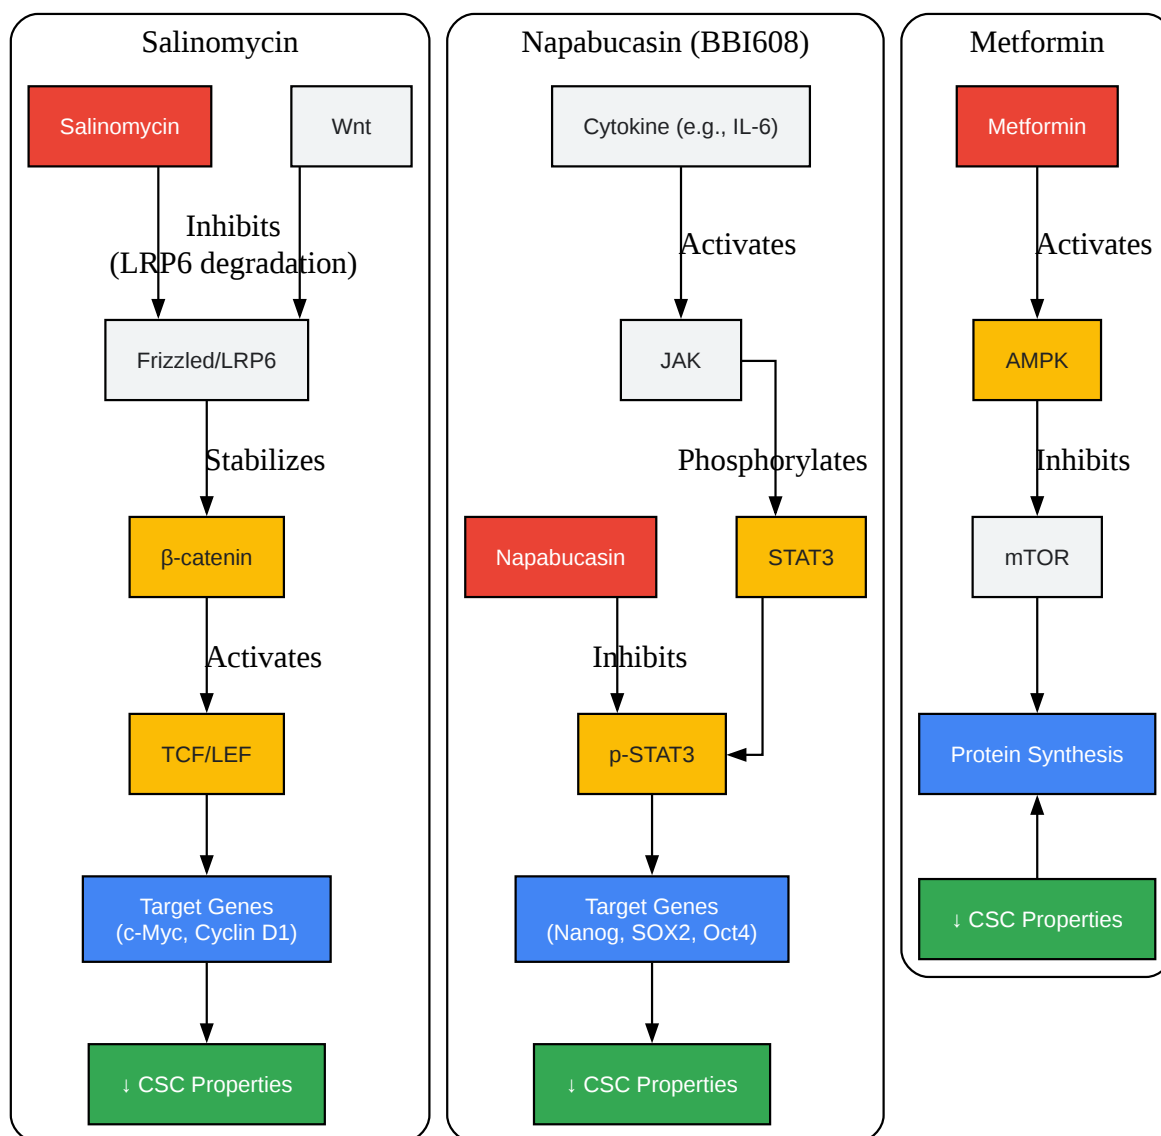 Salinomycin
Salinomycin
Wnt
Inhibits
(LRP6 degradation)
Frizzled/LRP6
Stabilizes
β-catenin
Activates
TCF/LEF
Target Genes
(c-Myc, Cyclin D1)
↓ CSC Properties
Napabucasin (BBI608)
Cytokine (e.g., IL-6)
Activates
JAK
Phosphorylates
Napabucasin
STAT3
Inhibits
p-STAT3
Target Genes
(Nanog, SOX2, Oct4)
↓ CSC Properties
Metformin
Metformin
Activates
AMPK
Inhibits
mTOR
Protein Synthesis
↓ CSC Properties